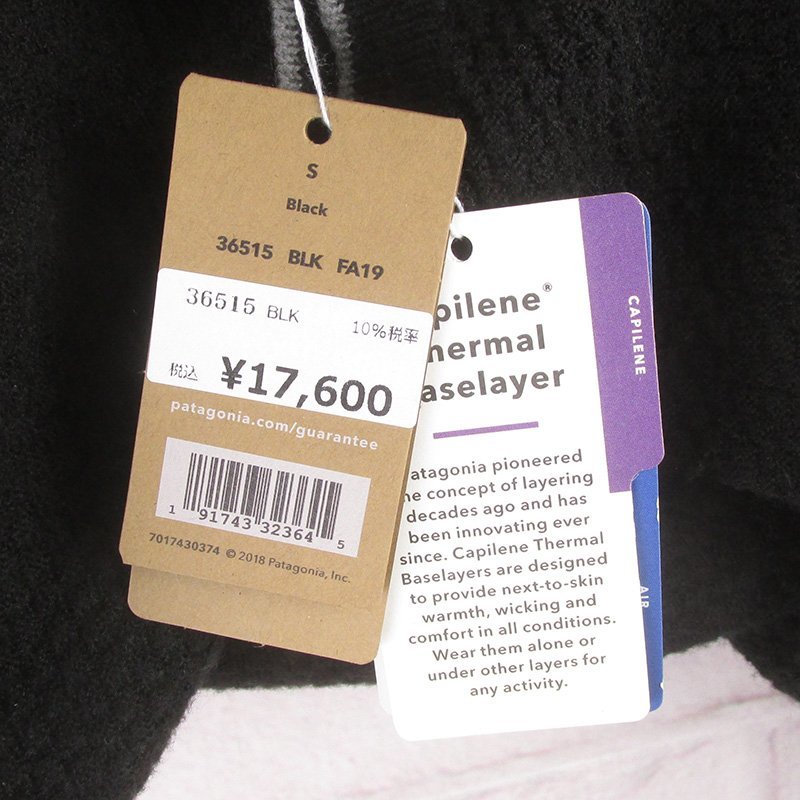 S
Black
36515 BLK FA19
36515 BLK
10%税率
税込 ¥17,600
patagonia.com/guarantee
1 91743 32364 5
7017430374 © 2018 Patagonia, Inc.
CAPILENE
pilene®
hermal
aselayer
atagonia pioneered
he concept of layering
decades ago and has
been innovating ever
since. Capilene Thermal
Baselayers are designed
to provide next-to-skin
warmth, wicking and
comfort in all conditions.
Wear them alone or
under other layers for
any activity.
AIR